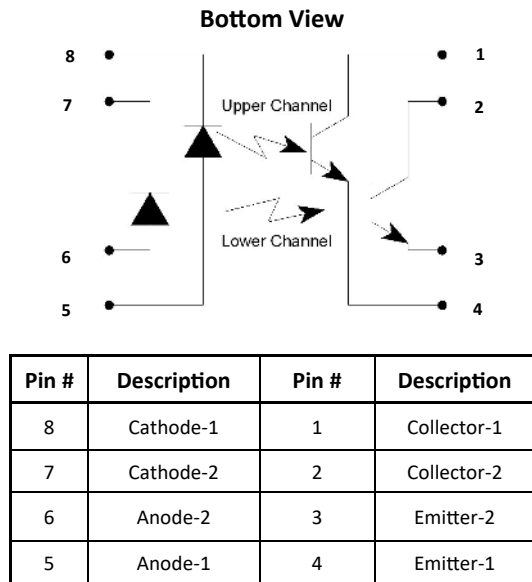 Bottom View
8 1
7 Upper Channel 2
Lower Channel
6 3
5 4
Pin # Description Pin # Description
8 Cathode-1 1 Collector-1
7 Cathode-2 2 Collector-2
6 Anode-2 3 Emitter-2
5 Anode-1 4 Emitter-1